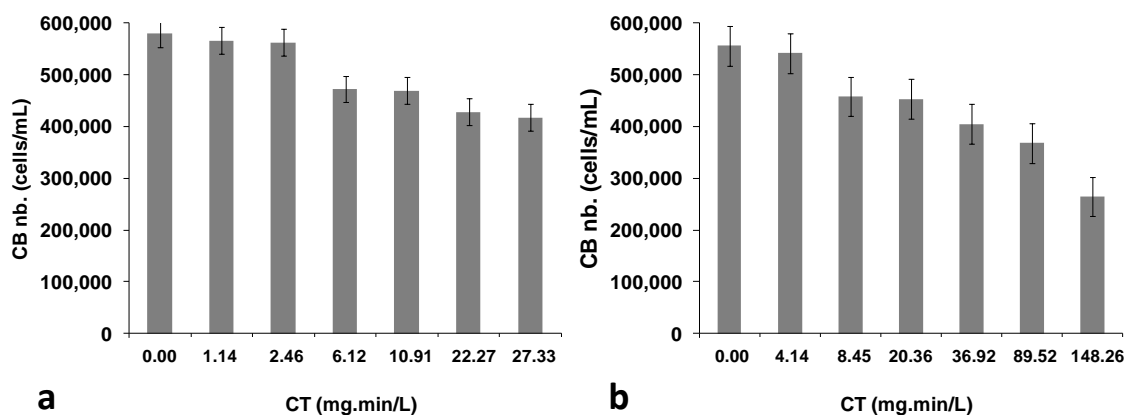 600,000
500,000
400,000
300,000
200,000
100,000
0
CB nb. (cells/mL)
0.00 1.14 2.46 6.12 10.91 22.27 27.33
CT (mg.min/L)
a
600,000
500,000
400,000
300,000
200,000
100,000
0
CB nb. (cells/mL)
0.00 4.14 8.45 20.36 36.92 89.52 148.26
CT (mg.min/L)
b